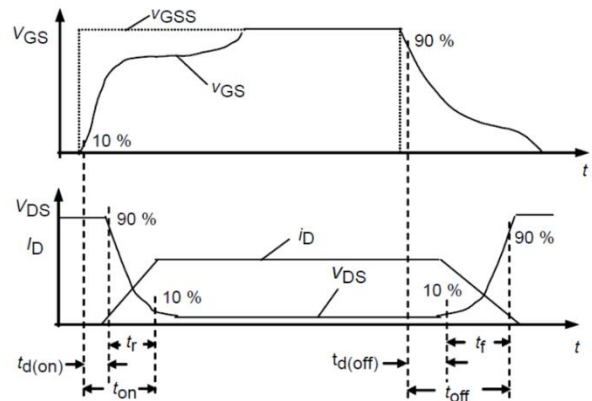 vGSS
VGS
90 %
vGS
10 %
t
VDS
90 %
iD
ID
90 %
VDS
10 %
10 %
tr
tf
t
td(on)
td(off)
ton
toff